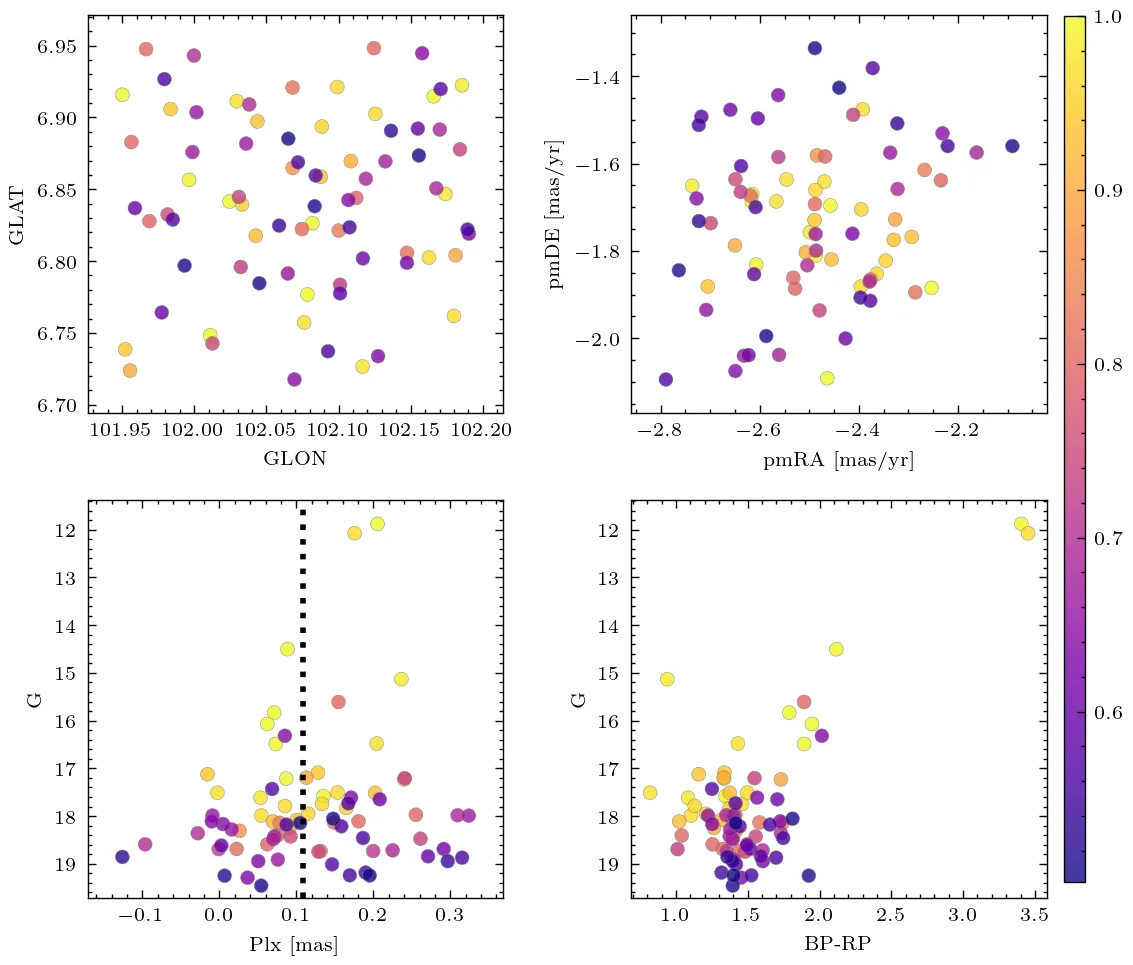 6.95
6.90
6.85
6.80
6.75
6.70
GLAT
101.95 102.00 102.05 102.10 102.15 102.20
GLON
−1.4
−1.6
−1.8
−2.0
pmDE [mas/yr]
−2.8 −2.6 −2.4 −2.2
pmRA [mas/yr]
12
13
14
15
16
17
18
19
G
−0.1 0.0 0.1 0.2 0.3
Plx [mas]
12
13
14
15
16
17
18
19
G
1.0 1.5 2.0 2.5 3.0 3.5
BP-RP
1.0
0.9
0.8
0.7
0.6